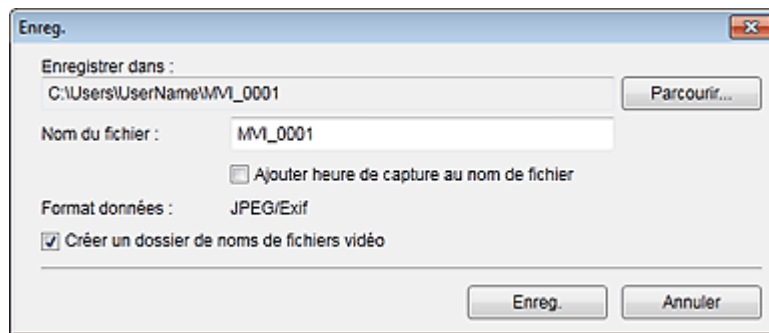 Enreg.
Enregistrer dans :
C:\Users\UserName\MVI_0001
Parcourir...
Nom du fichier :
MVI_0001
Ajouter heure de capture au nom de fichier
Format données :
JPEG/Exif
Créer un dossier de noms de fichiers vidéo
Enreg.
Annuler